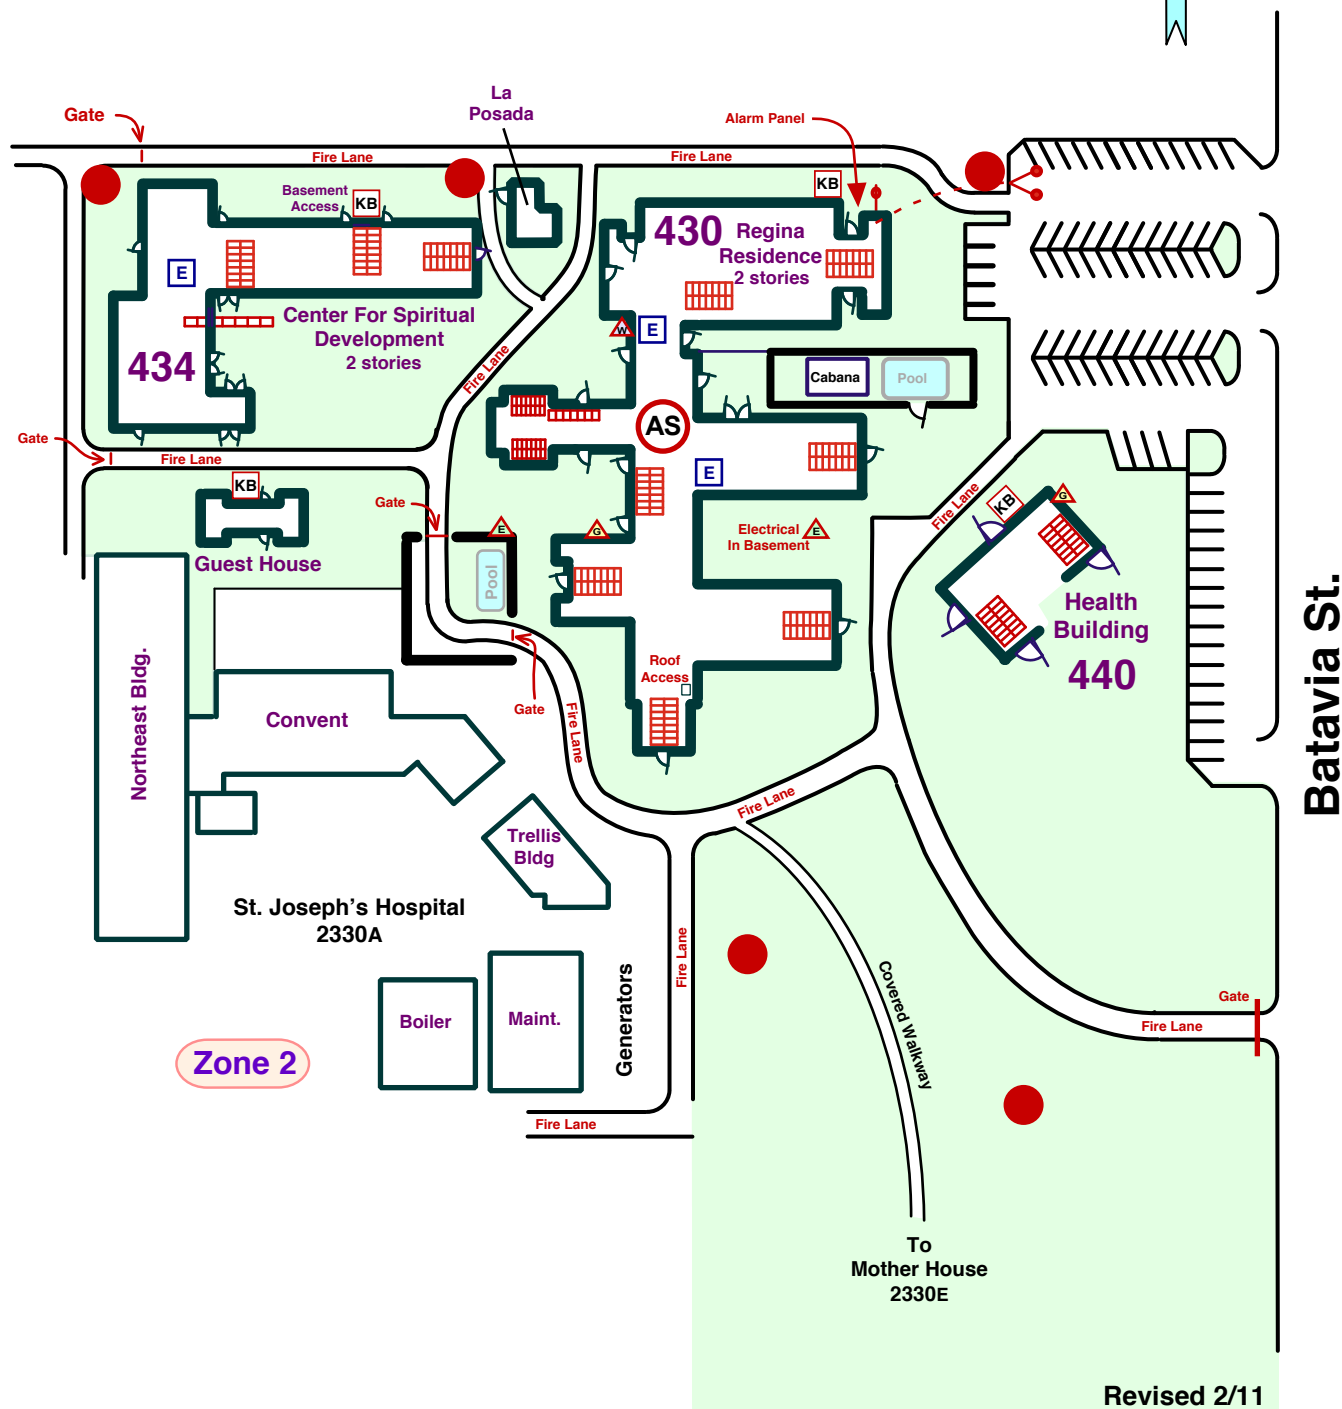 La
Posada
Gate
Alarm Panel
Fire Lane
Fire Lane
Basement
Access
KB
KB
430
Regina
Residence
2 stories
E
Center For Spiritual
Development
2 stories
434
W
E
Fire Lane
Cabana
Pool
AS
Gate
Fire Lane
E
KB
Gate
KB
G
Fire Lane
E
G
Electrical
In Basement
E
Guest House
Pool
Health
Building
440
Batavia St.
Roof
Access
Gate
Northeast Bldg.
Convent
Fire Lane
Fire Lane
Trellis
Bldg
St. Joseph's Hospital
2330A
Fire Lane
Covered Walkway
Generators
Boiler
Maint.
Gate
Fire Lane
Zone 2
Fire Lane
To
Mother House
2330E
Revised 2/11